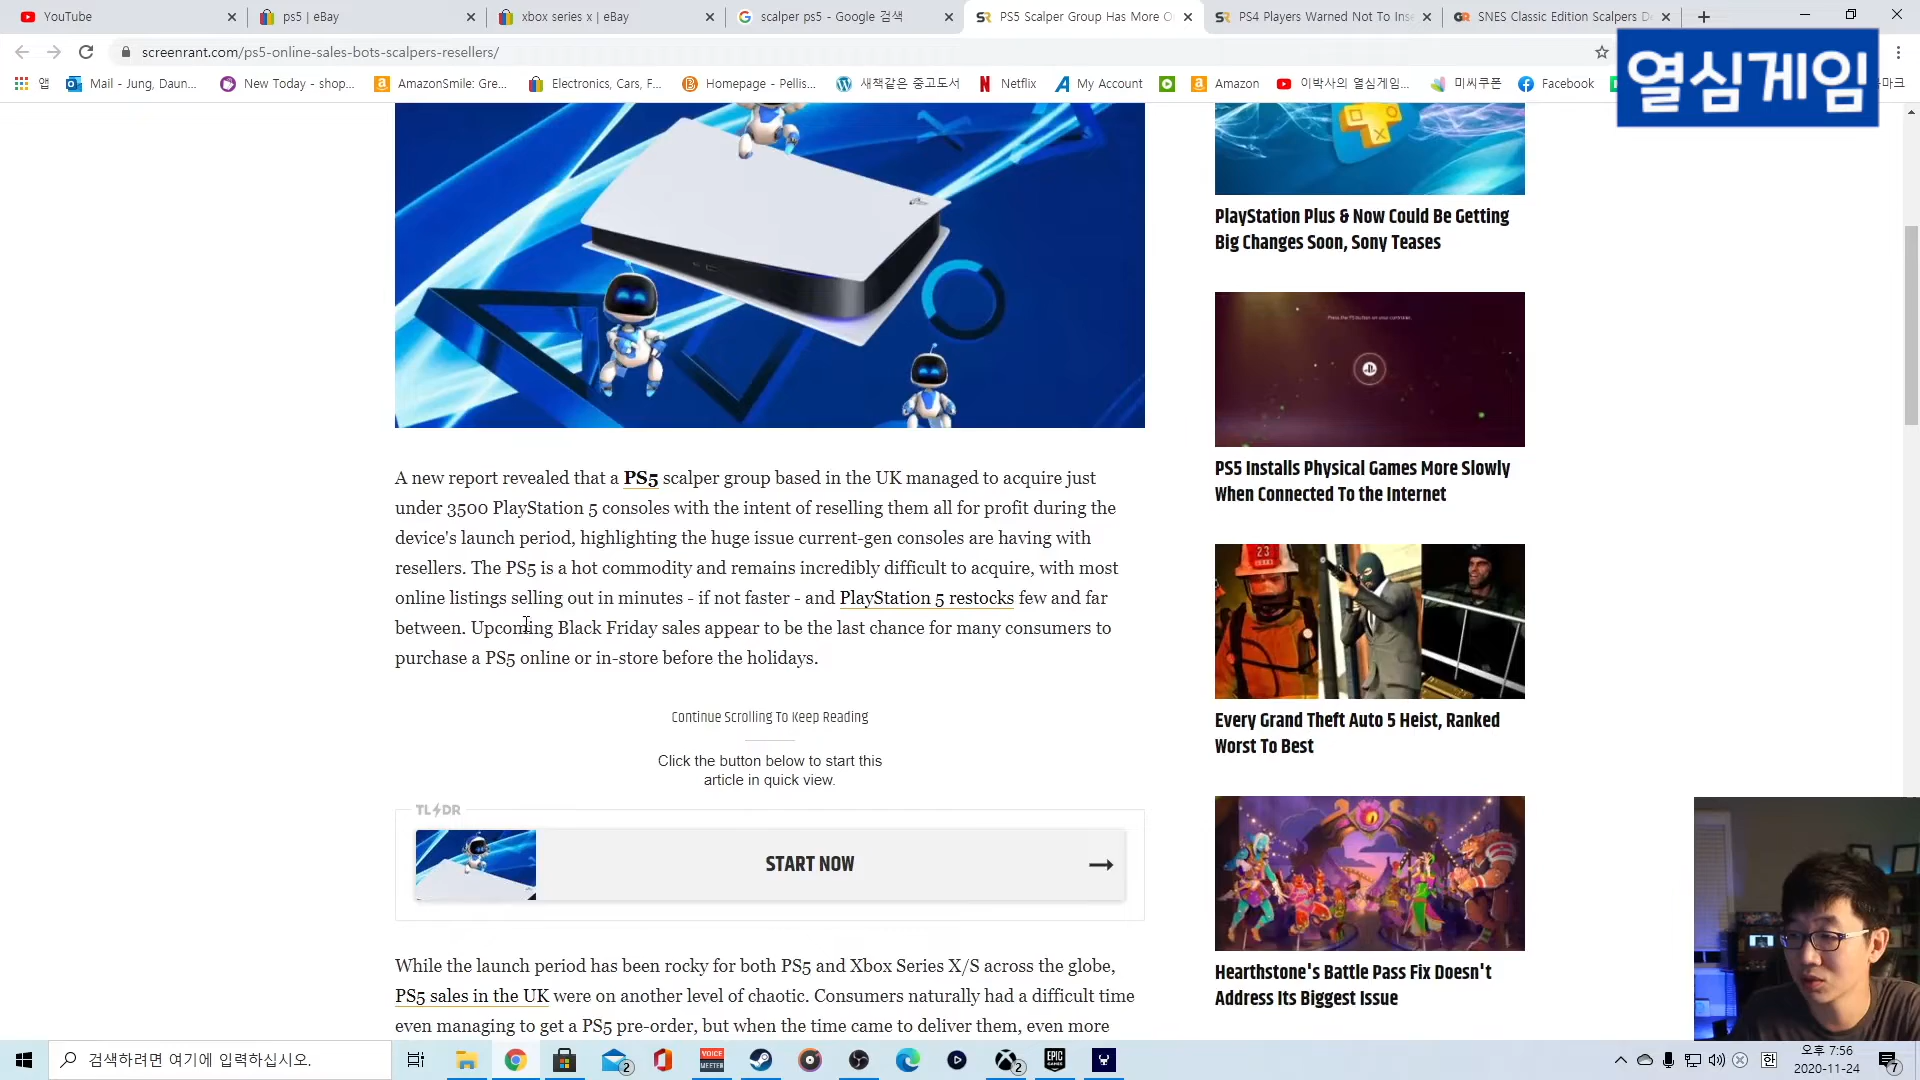 YouTube
ps5 | eBay
xbox series x | eBay
scalper ps5 - Google 검색
PS5 Scalper Group Has More O
PS4 Players Warned Not To Inse
SNES Classic Edition Scalpers D
screenrant.com/ps5-online-sales-bots-scalpers-resellers/
앱
Mail - Jung, Daun...
New Today - shop...
AmazonSmile: Gre...
Electronics, Cars, F...
Homepage - Pellis...
새책같은 중고도서
Netflix
My Account
Amazon
이박사의 열심게임...
미씨쿠폰
Facebook
열심게임
PlayStation Plus & Now Could Be Getting
Big Changes Soon, Sony Teases
PS5 Installs Physical Games More Slowly
When Connected To the Internet
A new report revealed that a PS5 scalper group based in the UK managed to acquire just
under 3500 PlayStation 5 consoles with the intent of reselling them all for profit during the
device's launch period, highlighting the huge issue current-gen consoles are having with
resellers. The PS5 is a hot commodity and remains incredibly difficult to acquire, with most
online listings selling out in minutes - if not faster - and PlayStation 5 restocks few and far
between. Upcoming Black Friday sales appear to be the last chance for many consumers to
purchase a PS5 online or in-store before the holidays.
23
Every Grand Theft Auto 5 Heist, Ranked
Worst To Best
Continue Scrolling To Keep Reading
Click the button below to start this
article in quick view.
TL DR
START NOW
Hearthstone's Battle Pass Fix Doesn't
Address Its Biggest Issue
While the launch period has been rocky for both PS5 and Xbox Series X/S across the globe,
PS5 sales in the UK were on another level of chaotic. Consumers naturally had a difficult time
even managing to get a PS5 pre-order, but when the time came to deliver them, even more
검색하려면 여기에 입력하십시오.
2
VOICE
MEETER
2
EPIC
GAMES
한
오후 7:56
2020-11-24
7